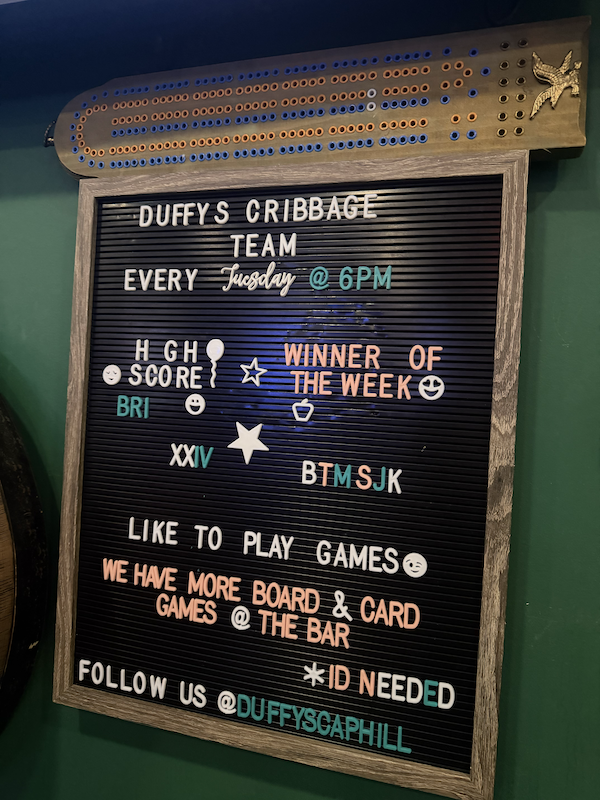 DUFFYS CRIBBAGE
TEAM
EVERY Tuesday @ 6PM
H GH
SCORE
BRI
XXIV
WINNER OF
THE WEEK
BTMSJK
LIKE TO PLAY GAMES
WE HAVE MORE BOARD & CARD
GAMES @ THE BAR
*ID NEEDED
FOLLOW US @DUFFYSCAPHILL